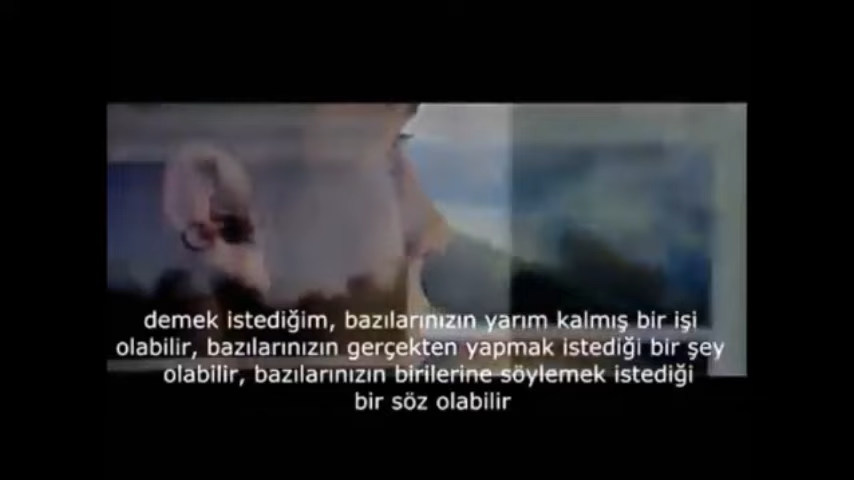 demek istediğim, bazılarınızın yarım kalmış bir işi
olabilir, bazılarınızın gerçekten yapmak istediği bir şey
olabilir, bazılarınızın birilerine söylemek istediği
bir söz olabilir